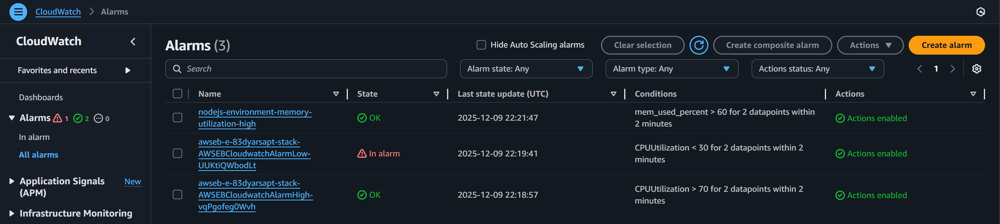 CloudWatch > Alarms
CloudWatch
Favorites and recents
Dashboards
Alarms 1 2 0
In alarm
All alarms
Application Signals New
(APM)
Infrastructure Monitoring
Alarms (3)
Hide Auto Scaling alarms
Clear selection
Create composite alarm
Actions
Create alarm
Search
Alarm state: Any
Alarm type: Any
Actions status: Any
1
Name State Last state update (UTC) Conditions Actions
nodejs-environment-memory-
utilization-high
OK
2025-12-09 22:21:47
mem_used_percent > 60 for 2 datapoints within
2 minutes
Actions enabled
awseb-e-83dyarsapt-stack-
AWSEBCloudwatchAlarmLow-
UUKtiQWbodLt
In alarm
2025-12-09 22:19:41
CPUUtilization < 30 for 2 datapoints within 2
minutes
Actions enabled
awseb-e-83dyarsapt-stack-
AWSEBCloudwatchAlarmHigh-
vqPgofeg0Wvh
OK
2025-12-09 22:18:57
CPUUtilization > 70 for 2 datapoints within 2
minutes
Actions enabled